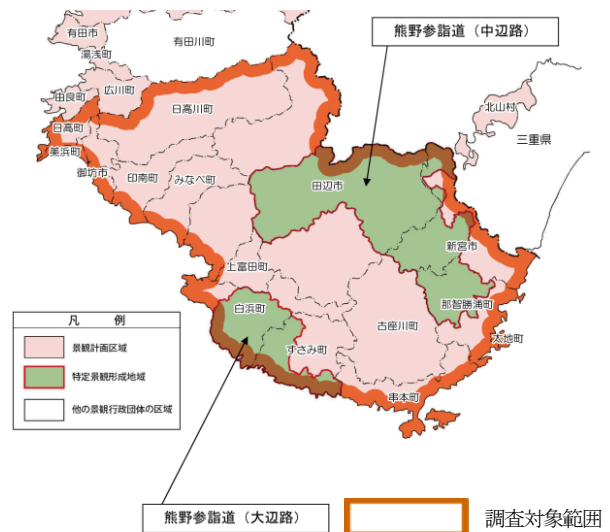 熊野参詣道（中辺路）
有田市
有田川町
湯浅町
広川町
由良町
日高川町
日高町
美浜町
御坊市
印南町
みなべ町
田辺市
北山村
三重県
新宮市
上富田町
那智勝浦町
白浜町
古座川町
太地町
すさみ町
串本町
凡　例
景観計画区域
特定景観形成地域
他の景観行政団体の区域
熊野参詣道（大辺路）
調査対象範囲